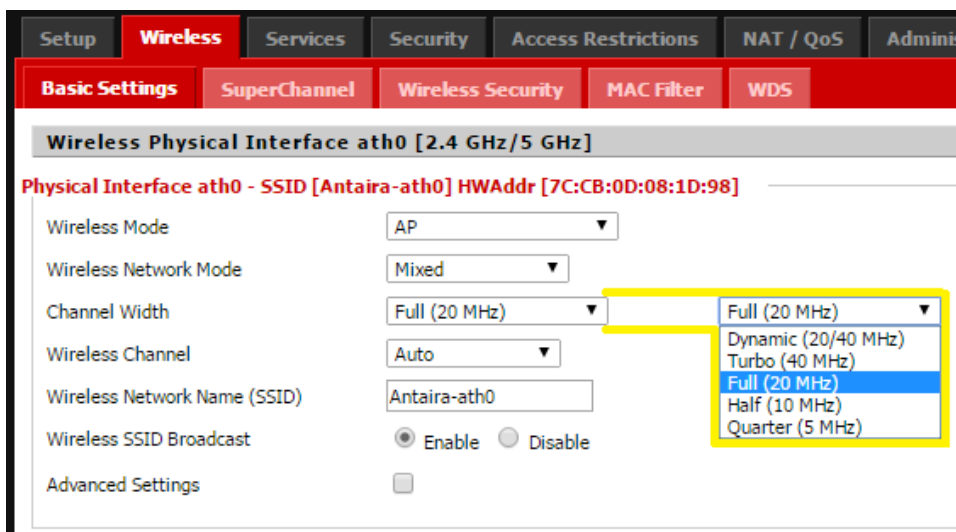 Setup Wireless Services Security Access Restrictions NAT / QoS Adminis
Basic Settings SuperChannel Wireless Security MAC Filter WDS
Wireless Physical Interface ath0 [2.4 GHz/5 GHz]
Physical Interface ath0 - SSID [Antaira-ath0] HWAddr [7C:CB:0D:08:1D:98]
Wireless Mode AP
Wireless Network Mode Mixed
Channel Width Full (20 MHz) Full (20 MHz)
Dynamic (20/40 MHz)
Turbo (40 MHz)
Full (20 MHz)
Half (10 MHz)
Quarter (5 MHz)
Wireless Channel Auto
Wireless Network Name (SSID) Antaira-ath0
Wireless SSID Broadcast Enable Disable
Advanced Settings